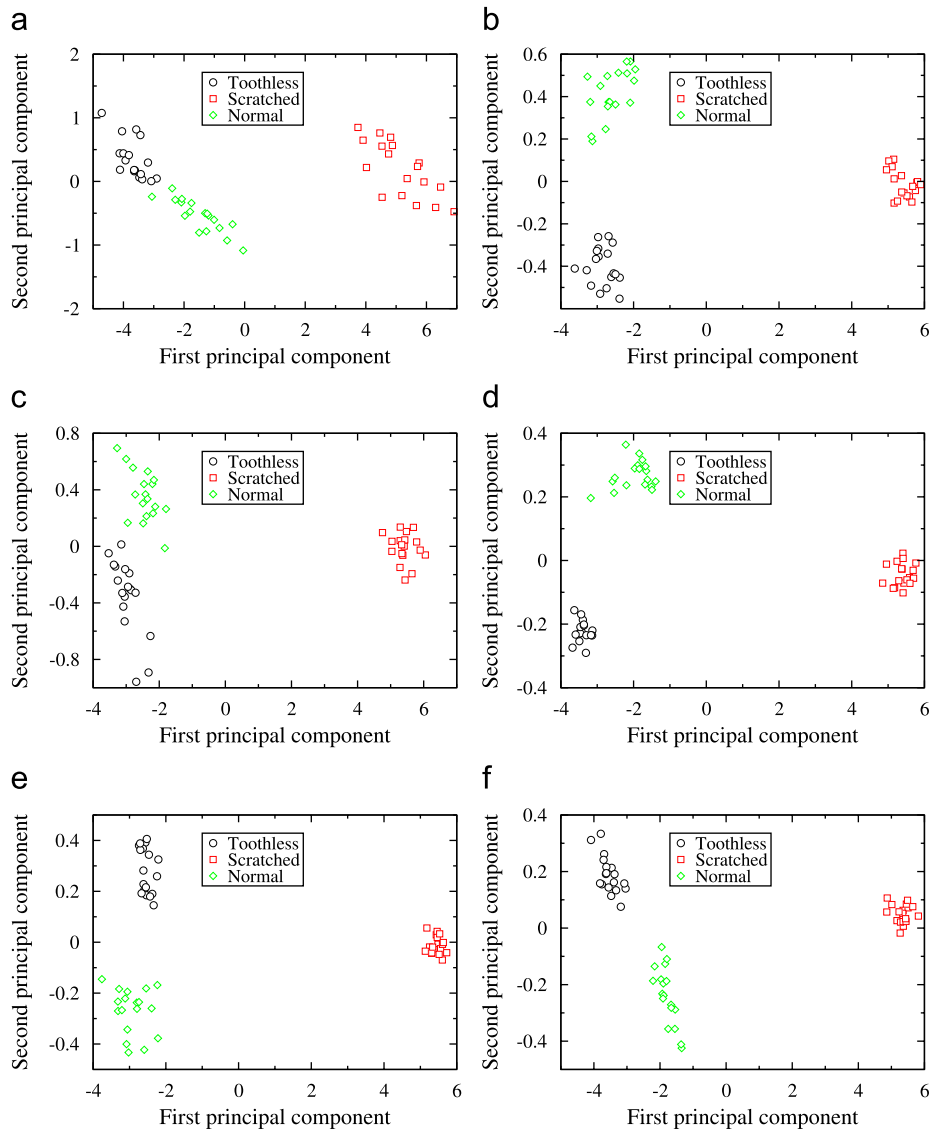 a
Second principal component
2
1
0
-1
-2
Toothless
Scratched
Normal
-4 -2 0 2 4 6
First principal component
b
Second principal component
0.6
0.4
0.2
0
-0.2
-0.4
Toothless
Scratched
Normal
-4 -2 0 2 4 6
First principal component
c
Second principal component
0.8
0.4
0
-0.4
-0.8
Toothless
Scratched
Normal
-4 -2 0 2 4 6
First principal component
d
Second principal component
0.4
0.2
0
-0.2
-0.4
Toothless
Scratched
Normal
-4 -2 0 2 4 6
First principal component
e
Second principal component
0.4
0.2
0
-0.2
-0.4
Toothless
Scratched
Normal
-4 -2 0 2 4 6
First principal component
f
Second principal component
0.4
0.2
0
-0.2
-0.4
Toothless
Scratched
Normal
-4 -2 0 2 4 6
First principal component